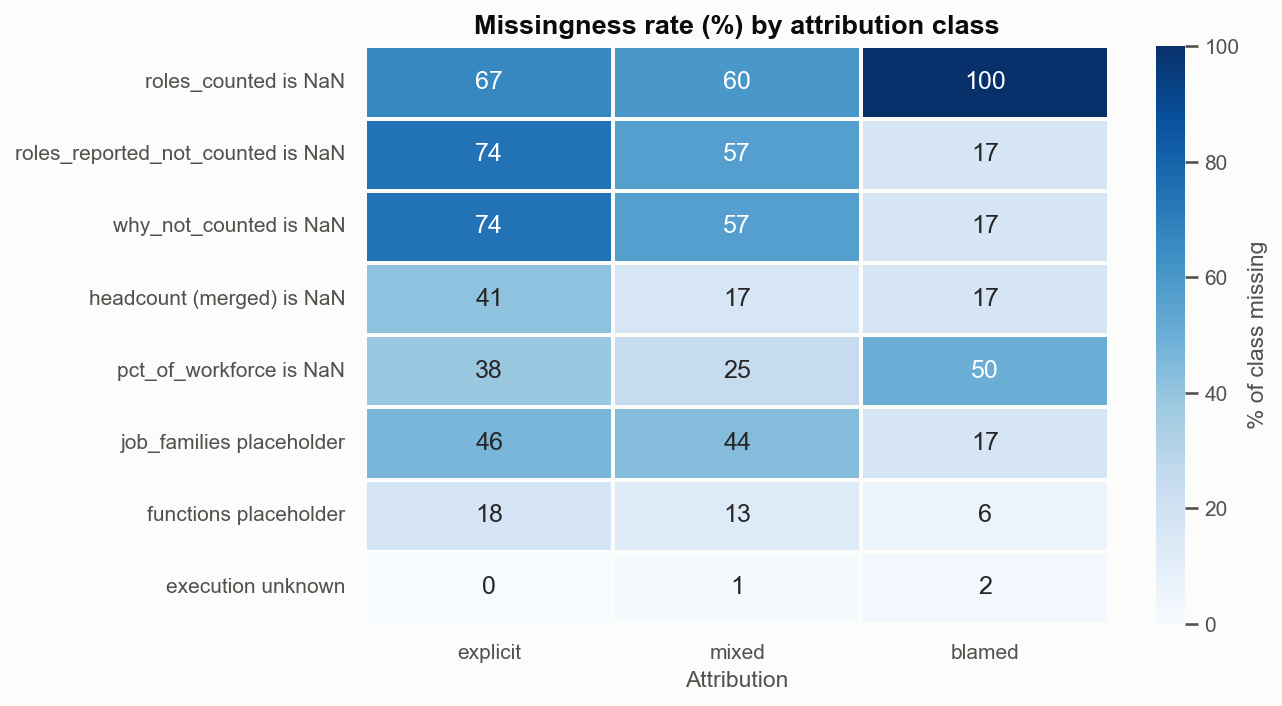 Missingness rate (%) by attribution class
roles_counted is NaN 67 60 100
roles_reported_not_counted is NaN 74 57 17
why_not_counted is NaN 74 57 17
headcount (merged) is NaN 41 17 17
pct_of_workforce is NaN 38 25 50
job_families placeholder 46 44 17
functions placeholder 18 13 6
execution unknown 0 1 2
explicit mixed blamed
Attribution
100
80
60
40
20
0
% of class missing